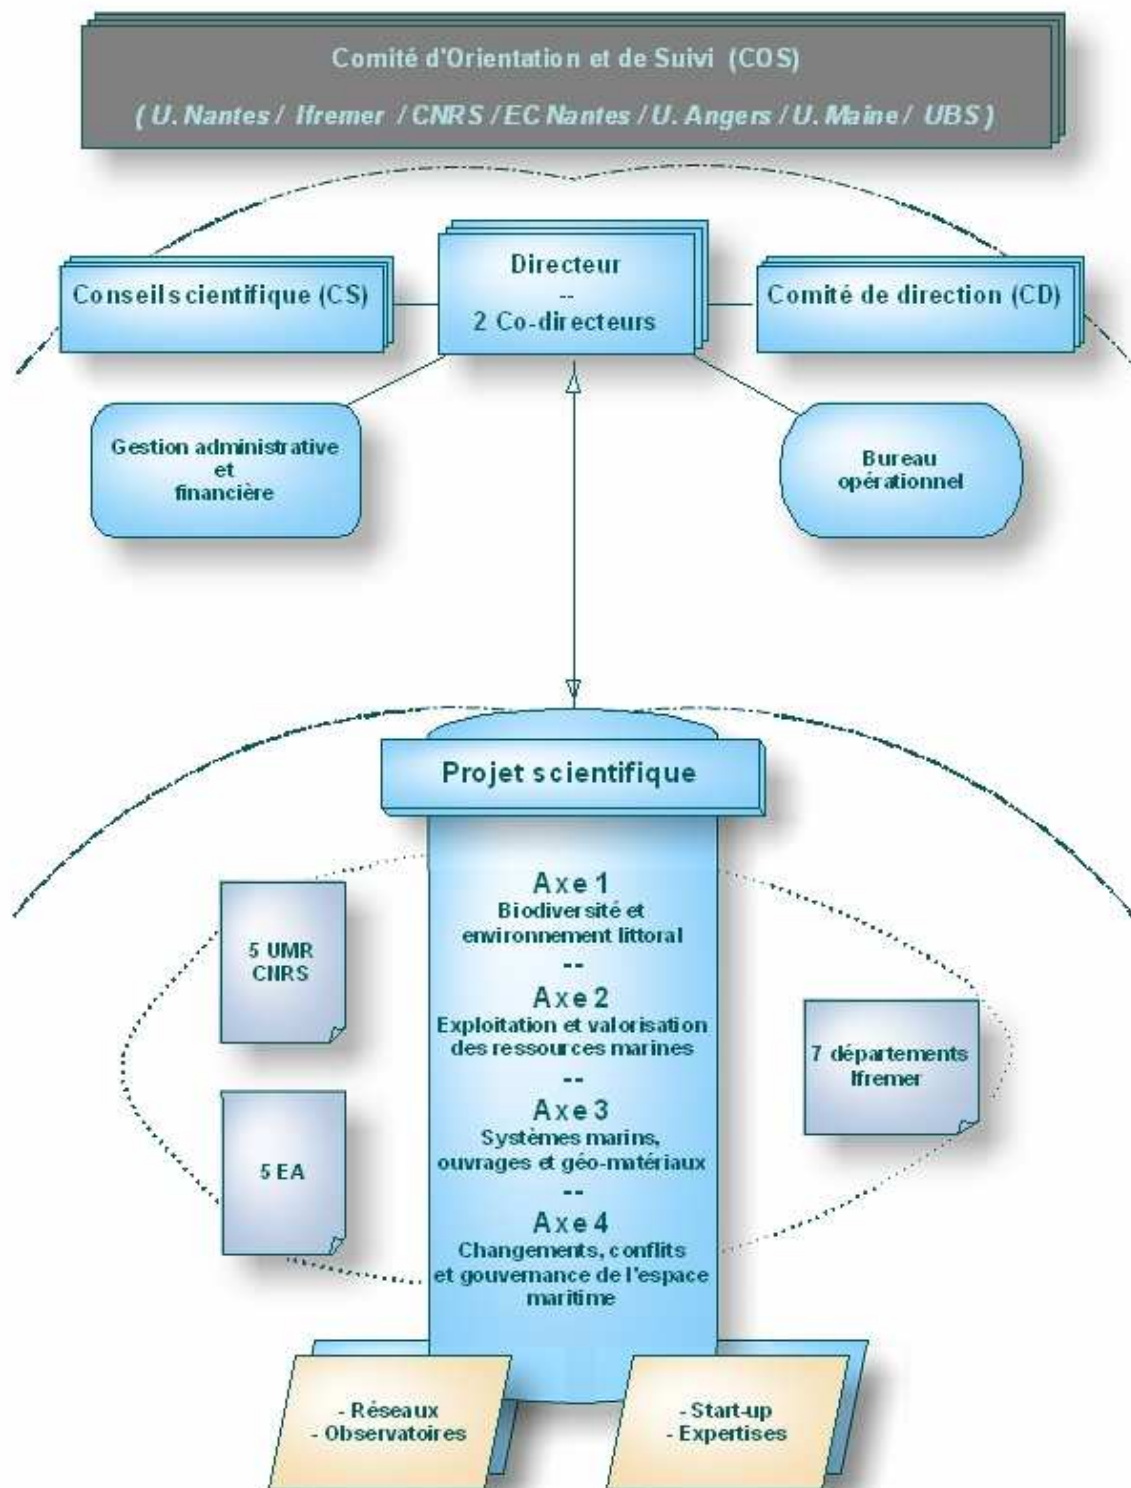 Comité d'Orientation et de Suivi (COS)
( U. Nantes / Ifremer / CNRS / EC Nantes / U. Angers / U. Maine / UBS )
Conseil scientifique (CS)
Directeur
--
2 Co-directeurs
Comité de direction (CD)
Gestion administrative
et
financière
Bureau
opérationnel
Projet scientifique
Axe 1
Biodiversité et
environnement littoral
--
Axe 2
Exploitation et valorisation
des ressources marines
--
Axe 3
Systèmes marins,
ouvrages et géo-matériaux
--
Axe 4
Changements, conflits
et gouvernance de l'espace
maritime
5 UMR
CNRS
5 EA
7 départements
Ifremer
- Réseaux
- Observatoires
- Start-up
- Expertises